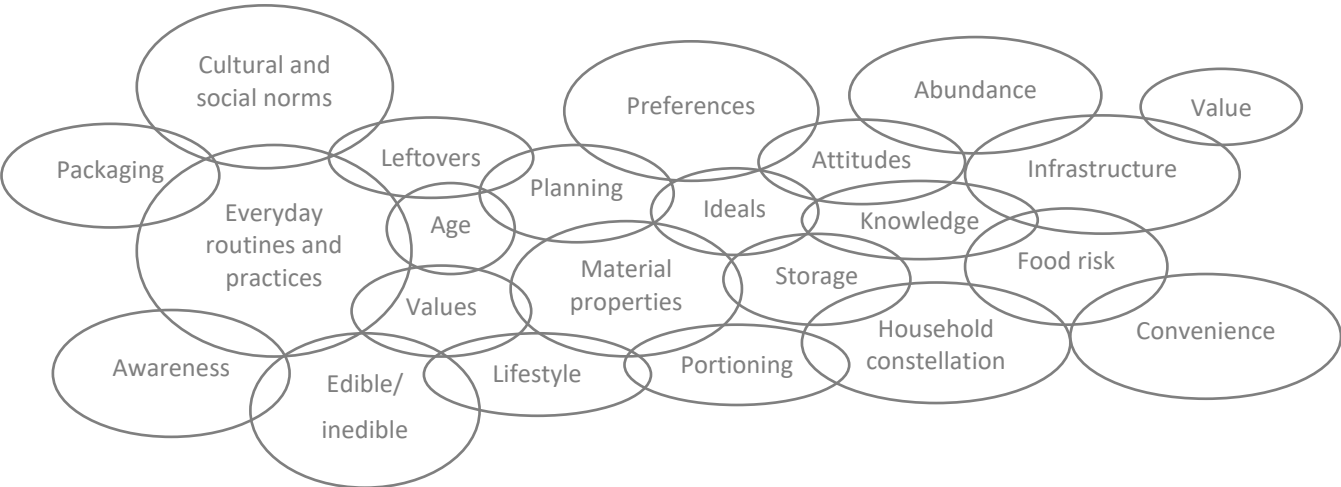 Cultural and
social norms
Preferences
Abundance
Value
Packaging
Leftovers
Planning
Attitudes
Infrastructure
Everyday
routines and
practices
Age
Ideals
Knowledge
Material
properties
Storage
Food risk
Values
Household
constellation
Convenience
Awareness
Edible/
inedible
Lifestyle
Portioning